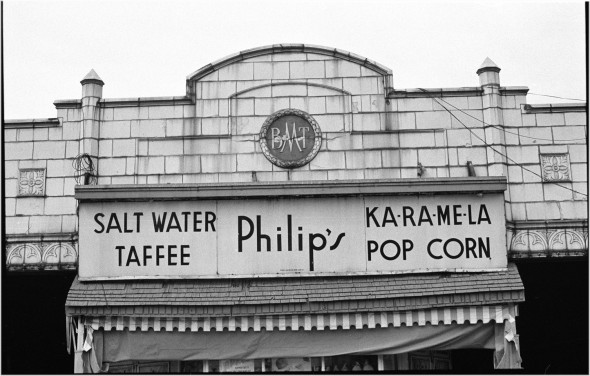 BMT
SALT WATER
TAFFEE
Philip's
KA·RA·ME·LA
POP CORN